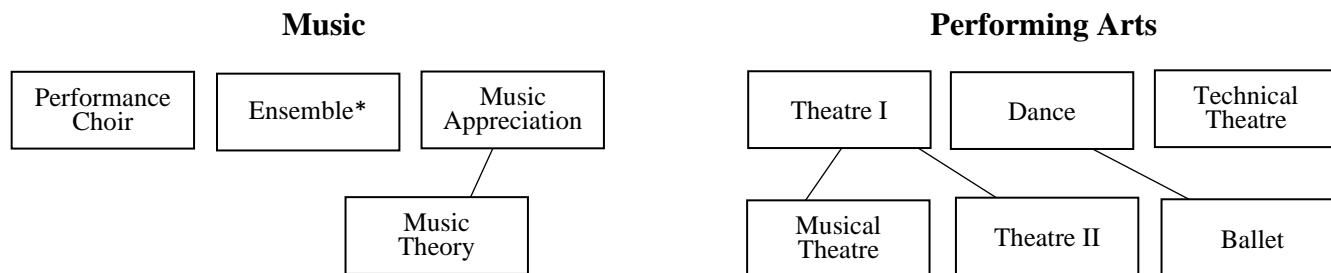 Music
Performance
Choir
Ensemble*
Music
Appreciation
Music
Theory
Performing Arts
Theatre I
Dance
Technical
Theatre
Musical
Theatre
Theatre II
Ballet